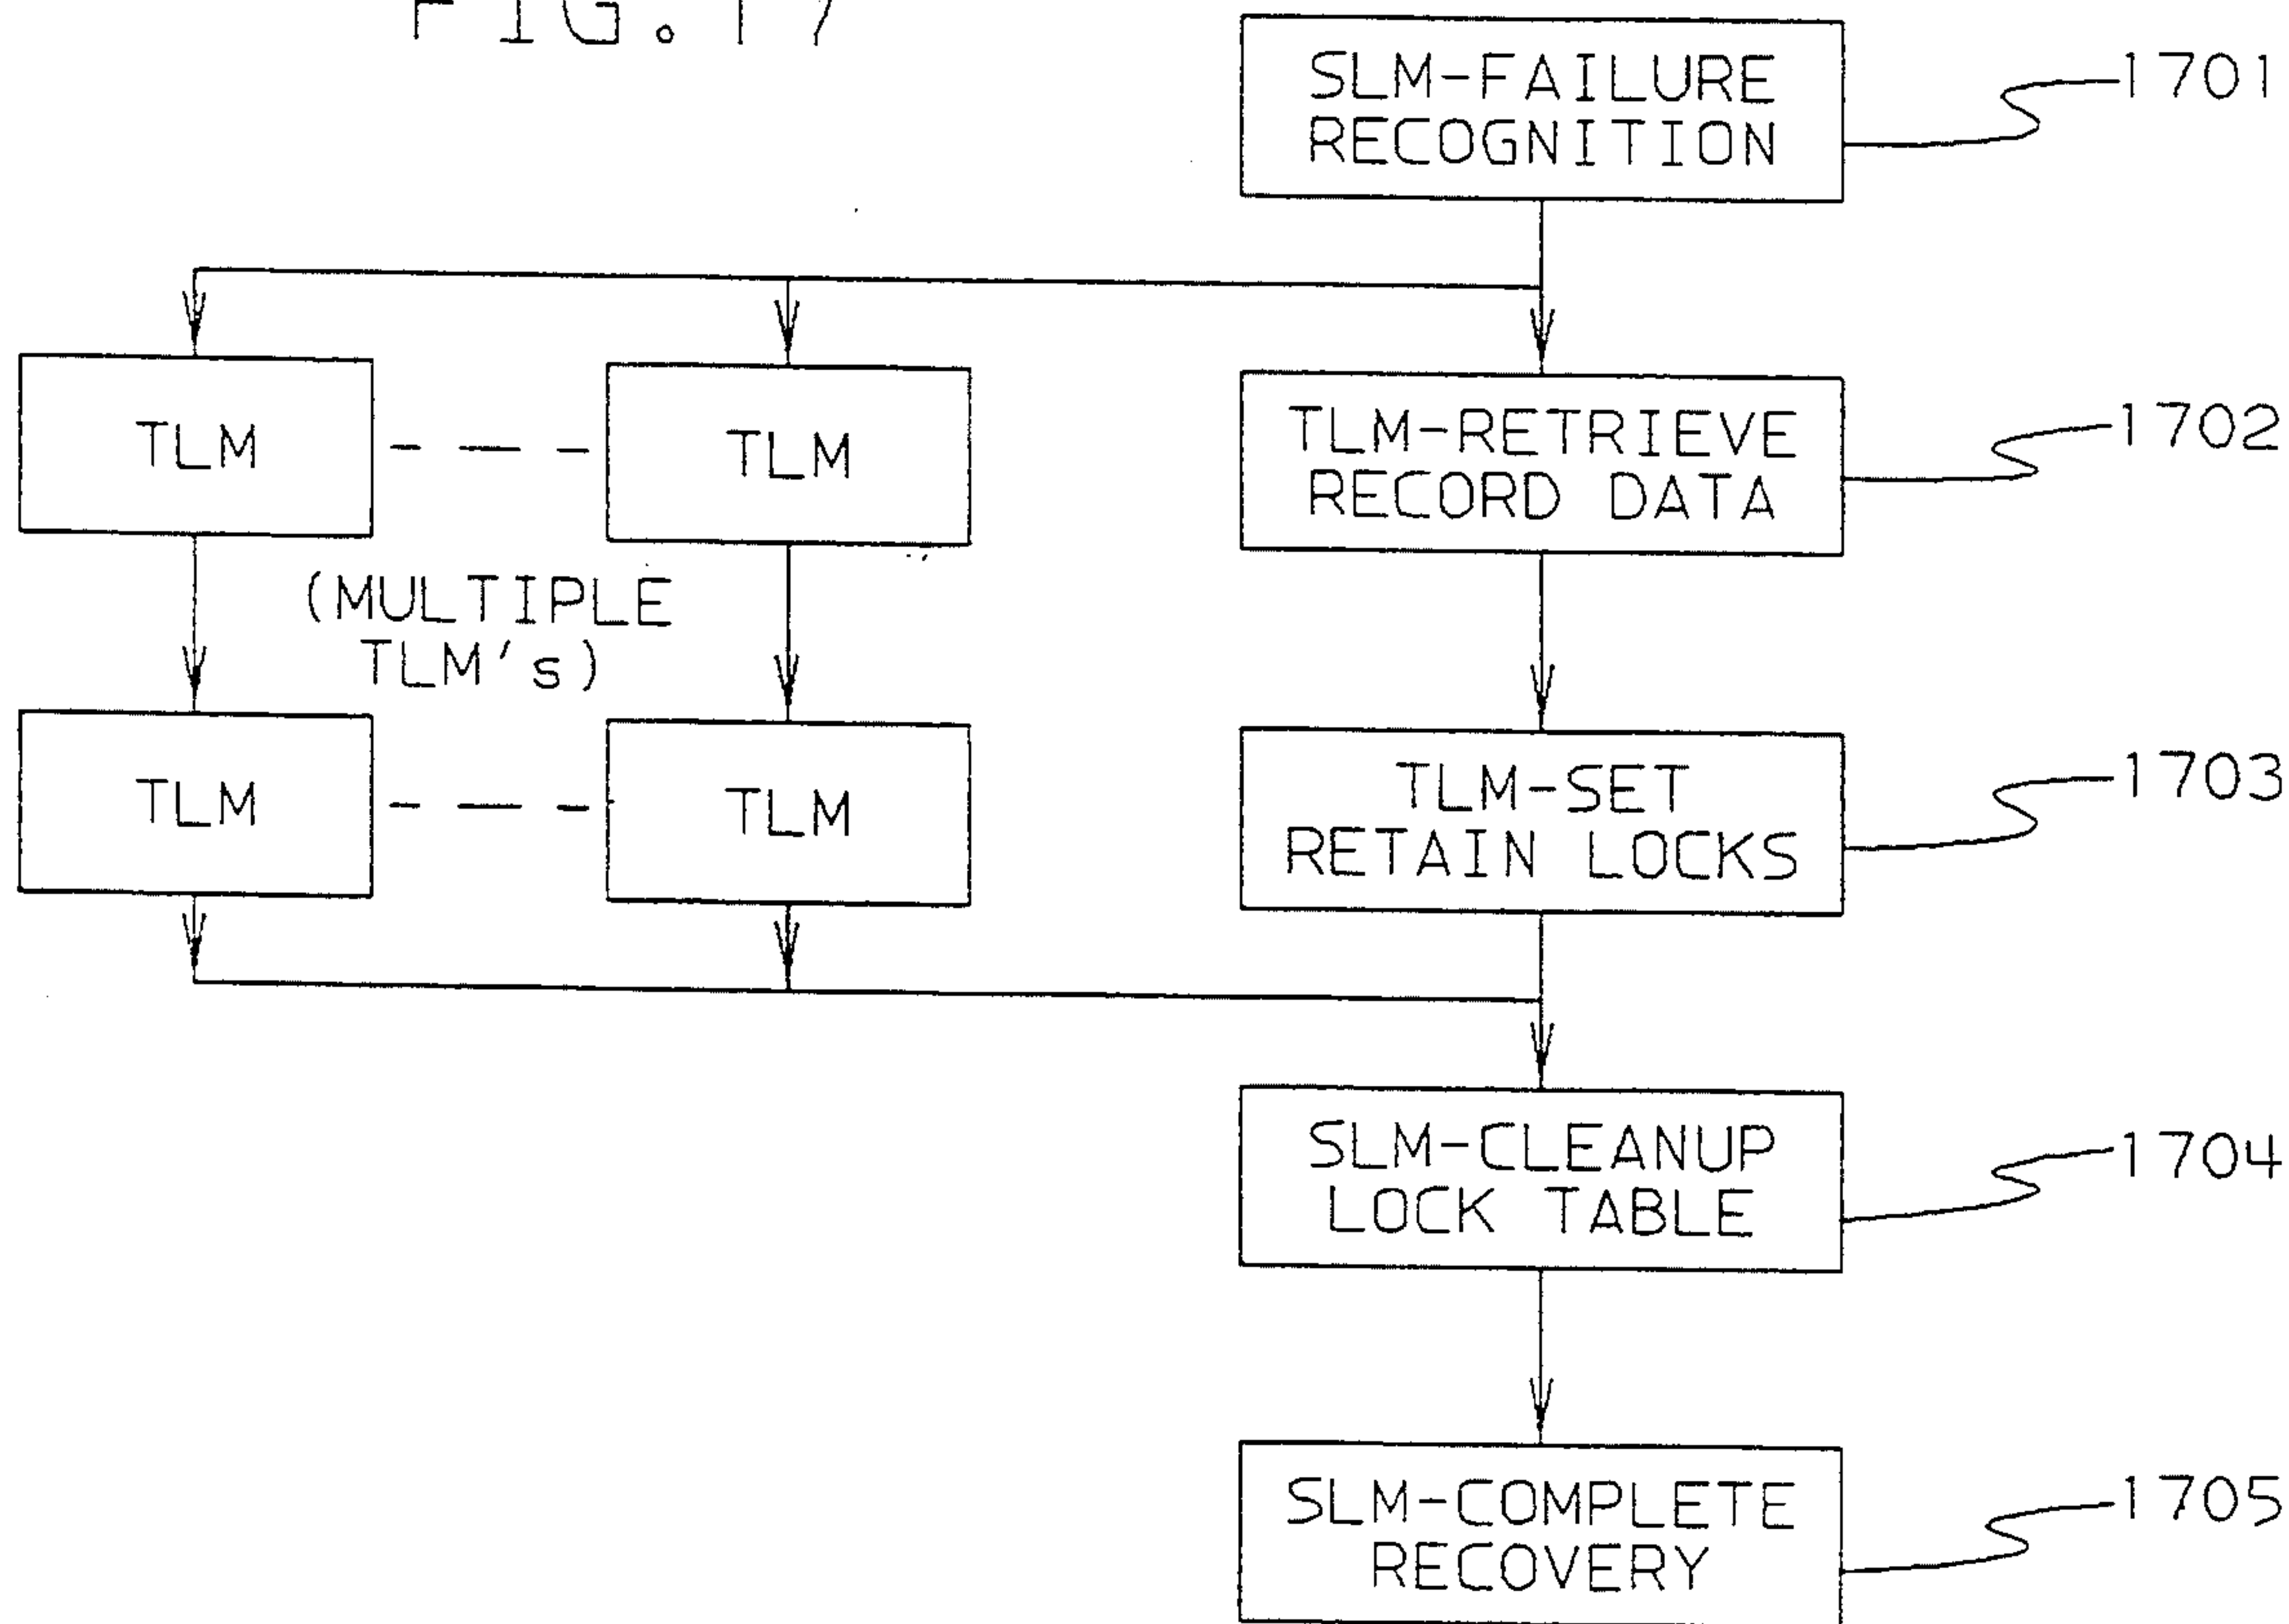 FIG. 17
SLM-FAILURE
RECOGNITION
1701
TLM
TLM
TLM-RETRIEVE
RECORD DATA
1702
(MULTIPLE
TLM's)
TLM
TLM
TLM-SET
RETAIN LOCKS
1703
SLM-CLEANUP
LOCK TABLE
1704
SLM-COMPLETE
RECOVERY
1705